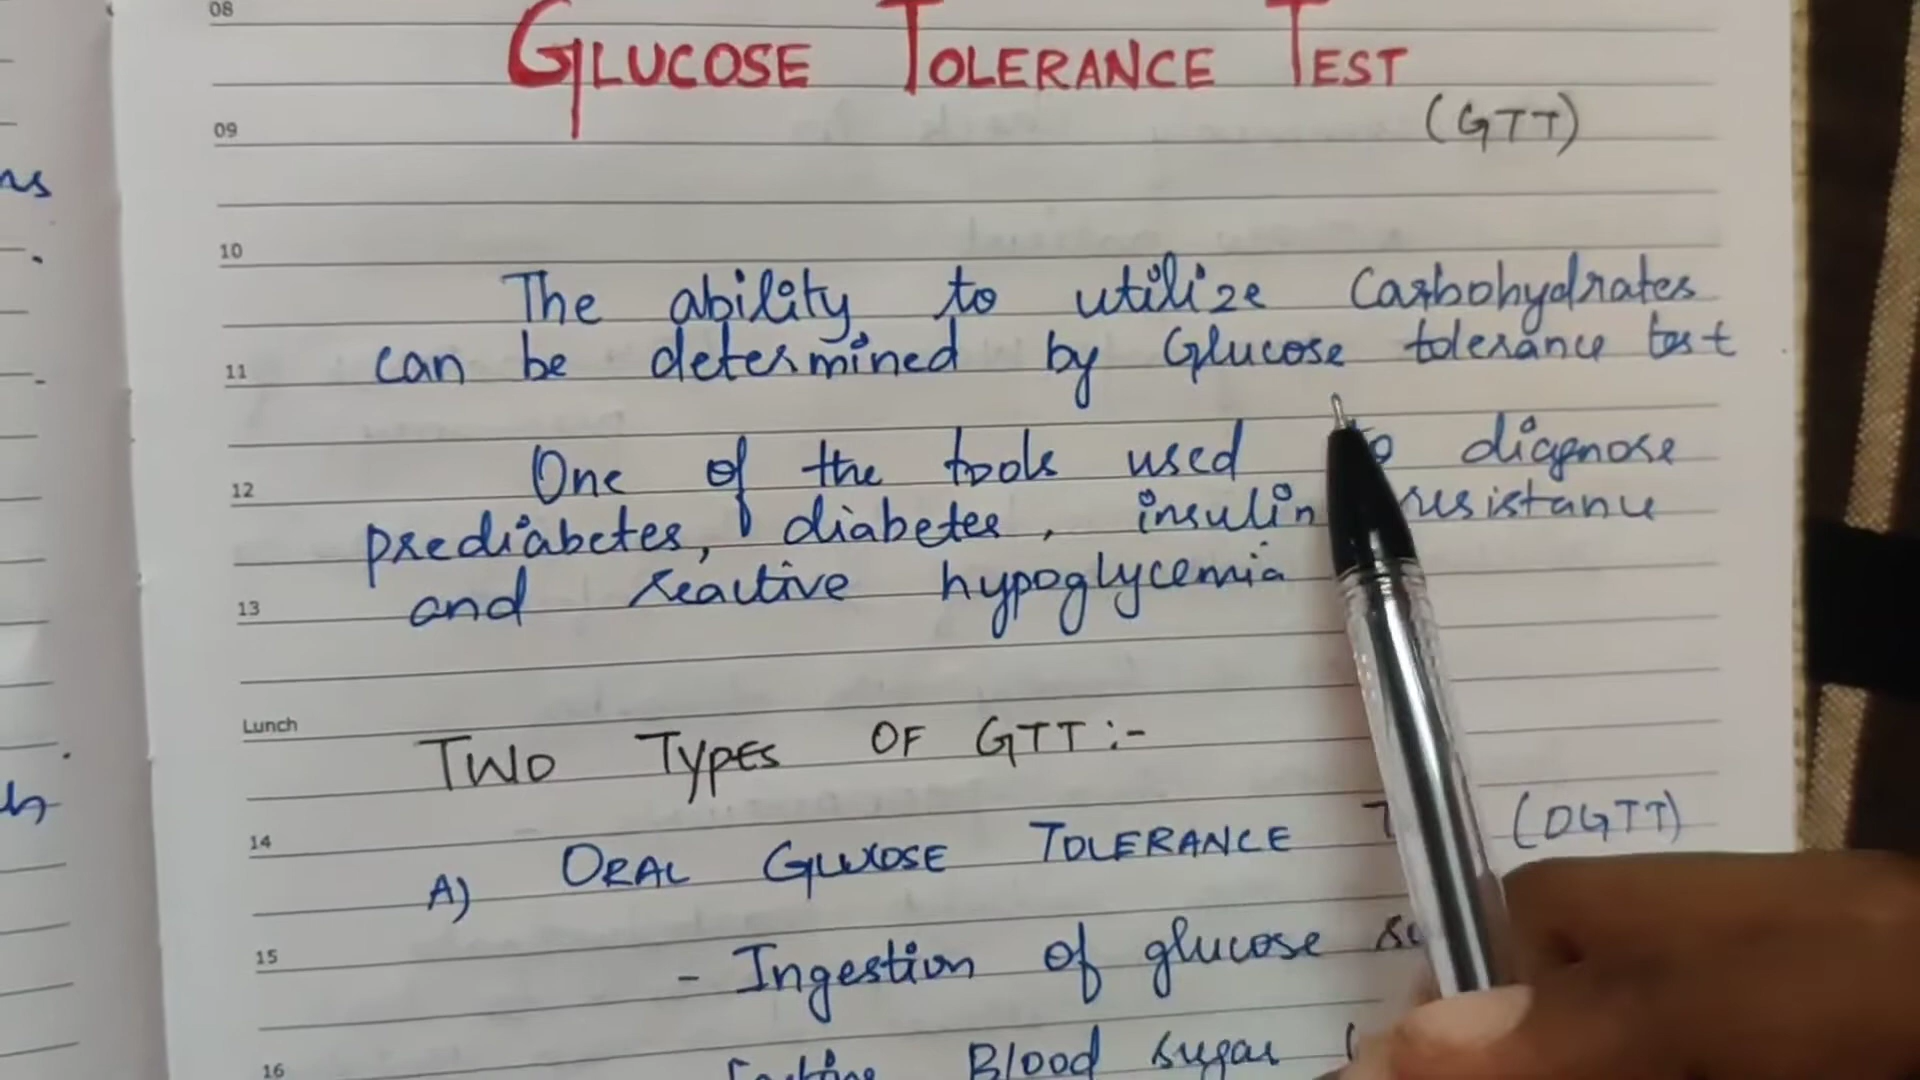 08
GLUCOSE TOLERANCE TEST
(GTT)
09
10
The ability to utilize Carbohydrates
11
can be determined by Glucose tolerance test
One of the tools used to diagnose
12
prediabetes, diabetes, insulin resistance
13
and reactive hypoglycemia
Lunch
TWO TYPES OF GTT:-
14
A) ORAL GLUCOSE TOLERANCE (OGTT)
15
- Ingestion of glucose
16
Blood sugar